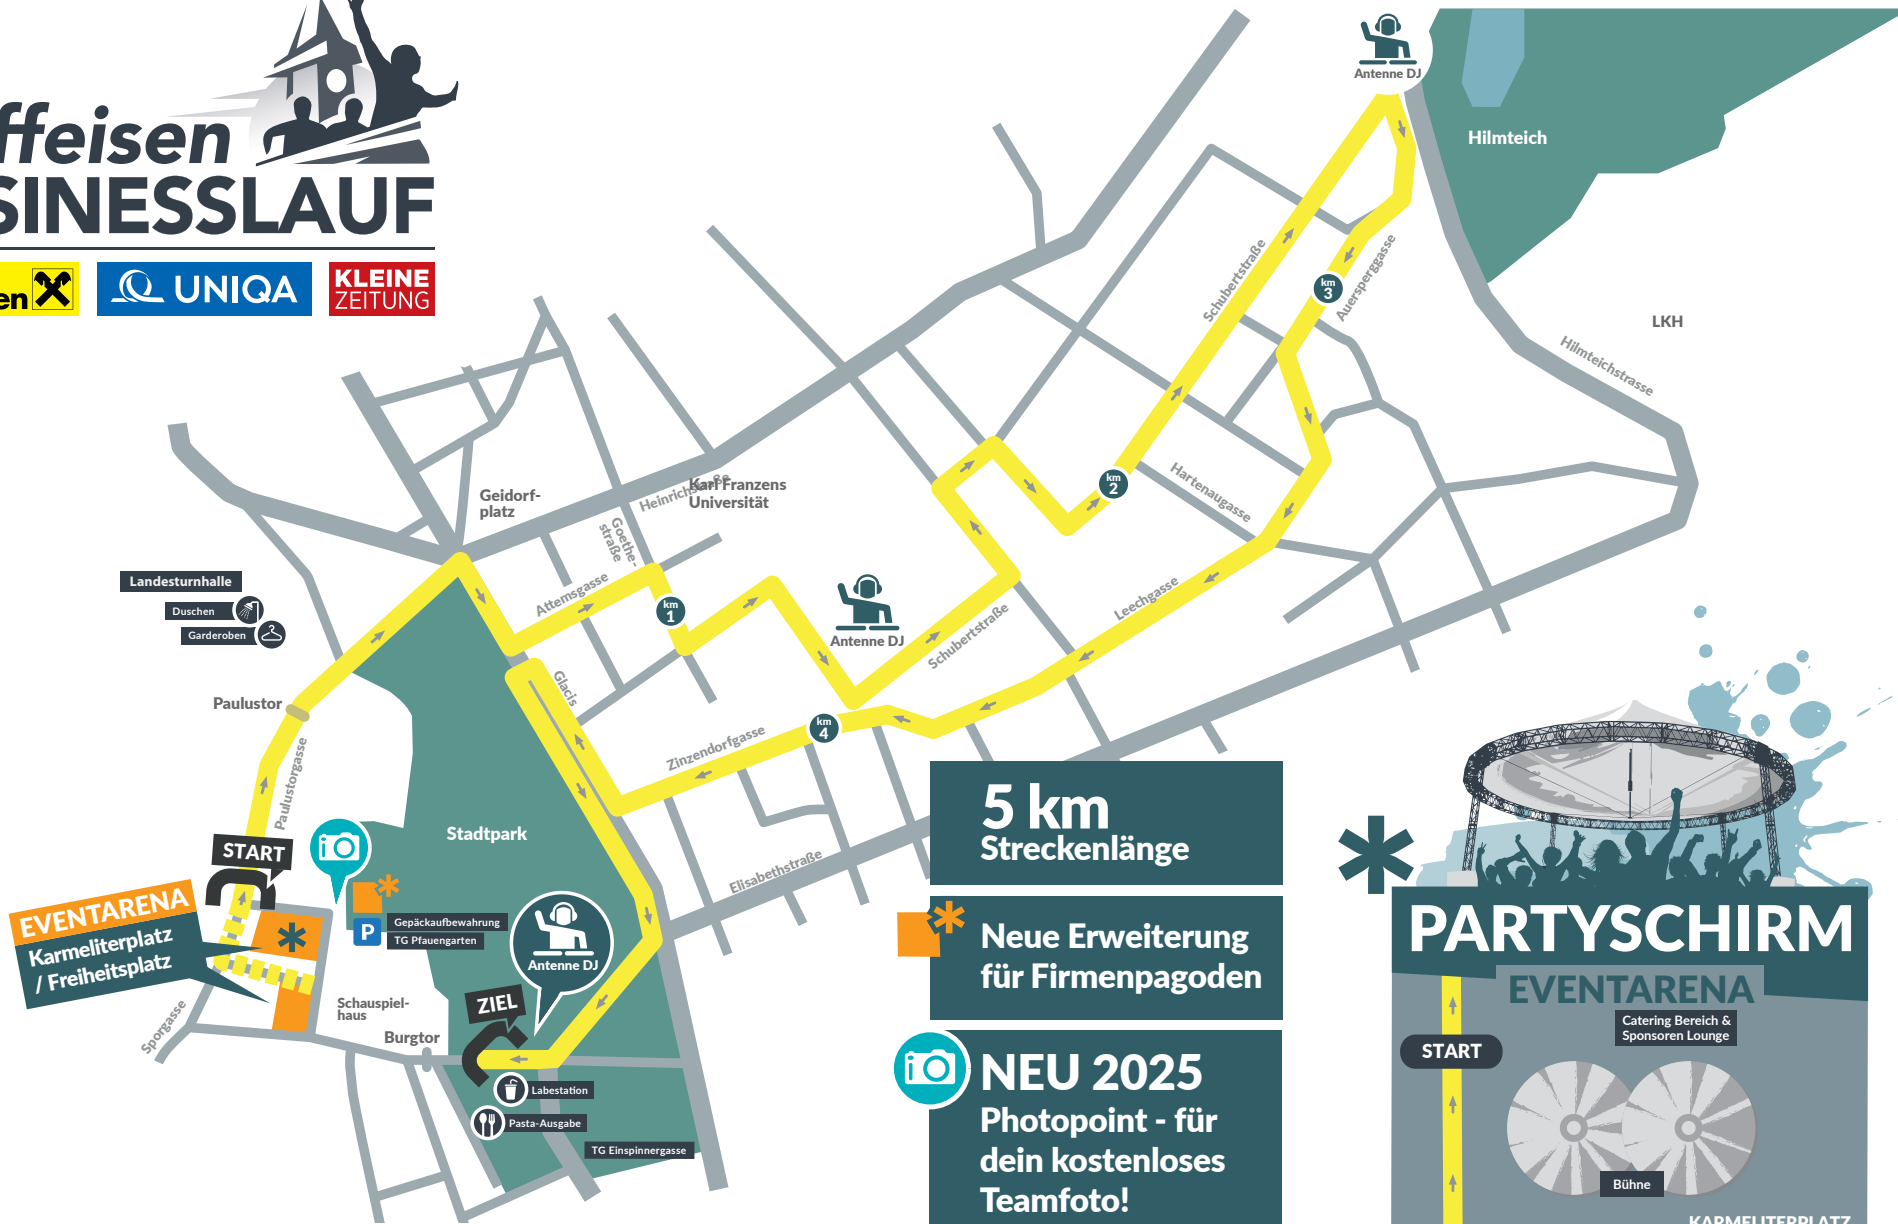 ffeisen
SINESSLAUF
en
UNIQA
KLEINE
ZEITUNG
Antenne DJ
Hilmteich
Schubertstraße
km
3
Auersperggasse
LKH
Hilmteichstrasse
Geidorf-
platz
Heinrichstraße
Karl Franzens
Universität
Goethe-
straße
km
2
Hartenaugasse
Landesturnhalle
Duschen
Garderoben
Attemsgasse
km
1
Antenne DJ
Schubertstraße
Leechgasse
Paulustor
Glacis
km
4
Zinzendorfgasse
Paulustorgasse
START
Stadtpark
Elisabethstraße
5 km
Streckenlänge
EVENTARENA
Karmeliterplatz
/ Freiheitsplatz
*
*
P
Gepäckaufbewahrung
TG Pfauengarten
Antenne DJ
*
Neue Erweiterung
für Firmenpagoden
*
PARTYSCHIRM
EVENTARENA
Catering Bereich &
Sponsoren Lounge
START
Bühne
KARMELITERPLATZ
Sporgasse
Schauspiel-
haus
Burgtor
ZIEL
Labestation
Pasta-Ausgabe
TG Einspinnergasse
NEU 2025
Photopoint - für
dein kostenloses
Teamfoto!